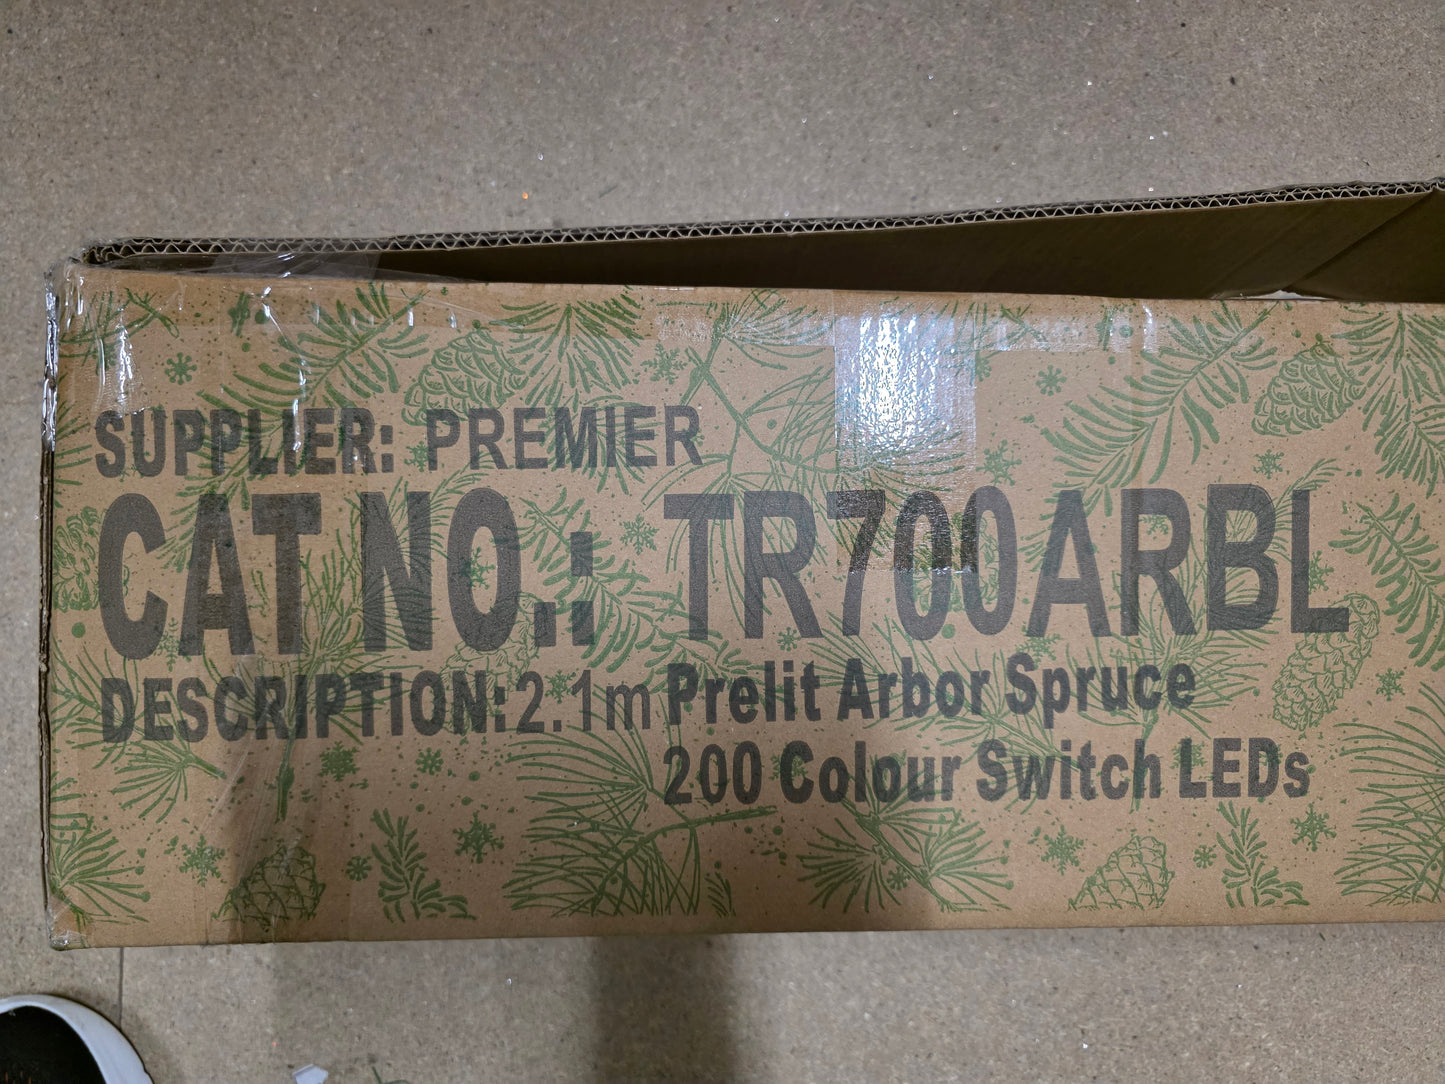 SUPPLIER: PREMIER
CAT NO.: TR700ARBL
DESCRIPTION: 2.1m Prelit Arbor Spruce
200 Colour Switch LEDs